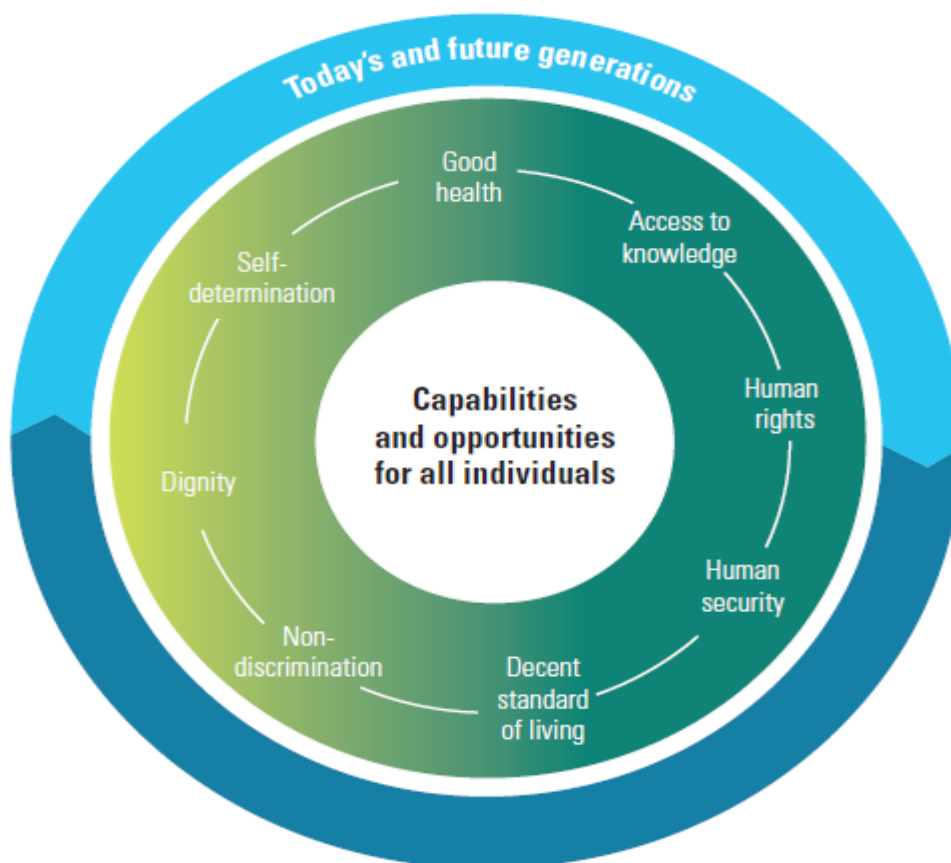 Today's and future generations
Good
health
Access to
knowledge
Human
rights
Human
security
Decent
standard
of living
Non-
discrimination
Dignity
Self-
determination
Capabilities
and opportunities
for all individuals